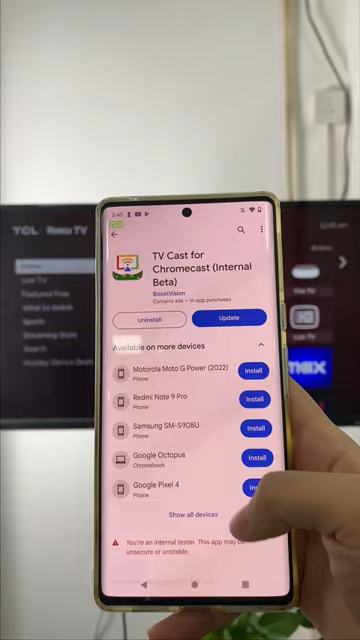 TCL Roku TV
Home
Live TV
Featured Free
What to watch
Sports
Streaming Store
Search
2:45
120
TV Cast for
Chromecast (Internal
Beta)
BoostVision
Contains ads • In-app purchases
Uninstall
Update
Available on more devices
Motorola Moto G Power (2022)
Phone
Install
Redmi Note 9 Pro
Phone
Install
Samsung SM-S908U
Phone
Install
Google Octopus
Chromebook
Install
Google Pixel 4
Phone
Show all devices
You're an internal tester. This app may be
unsecure or unstable.
Live TV